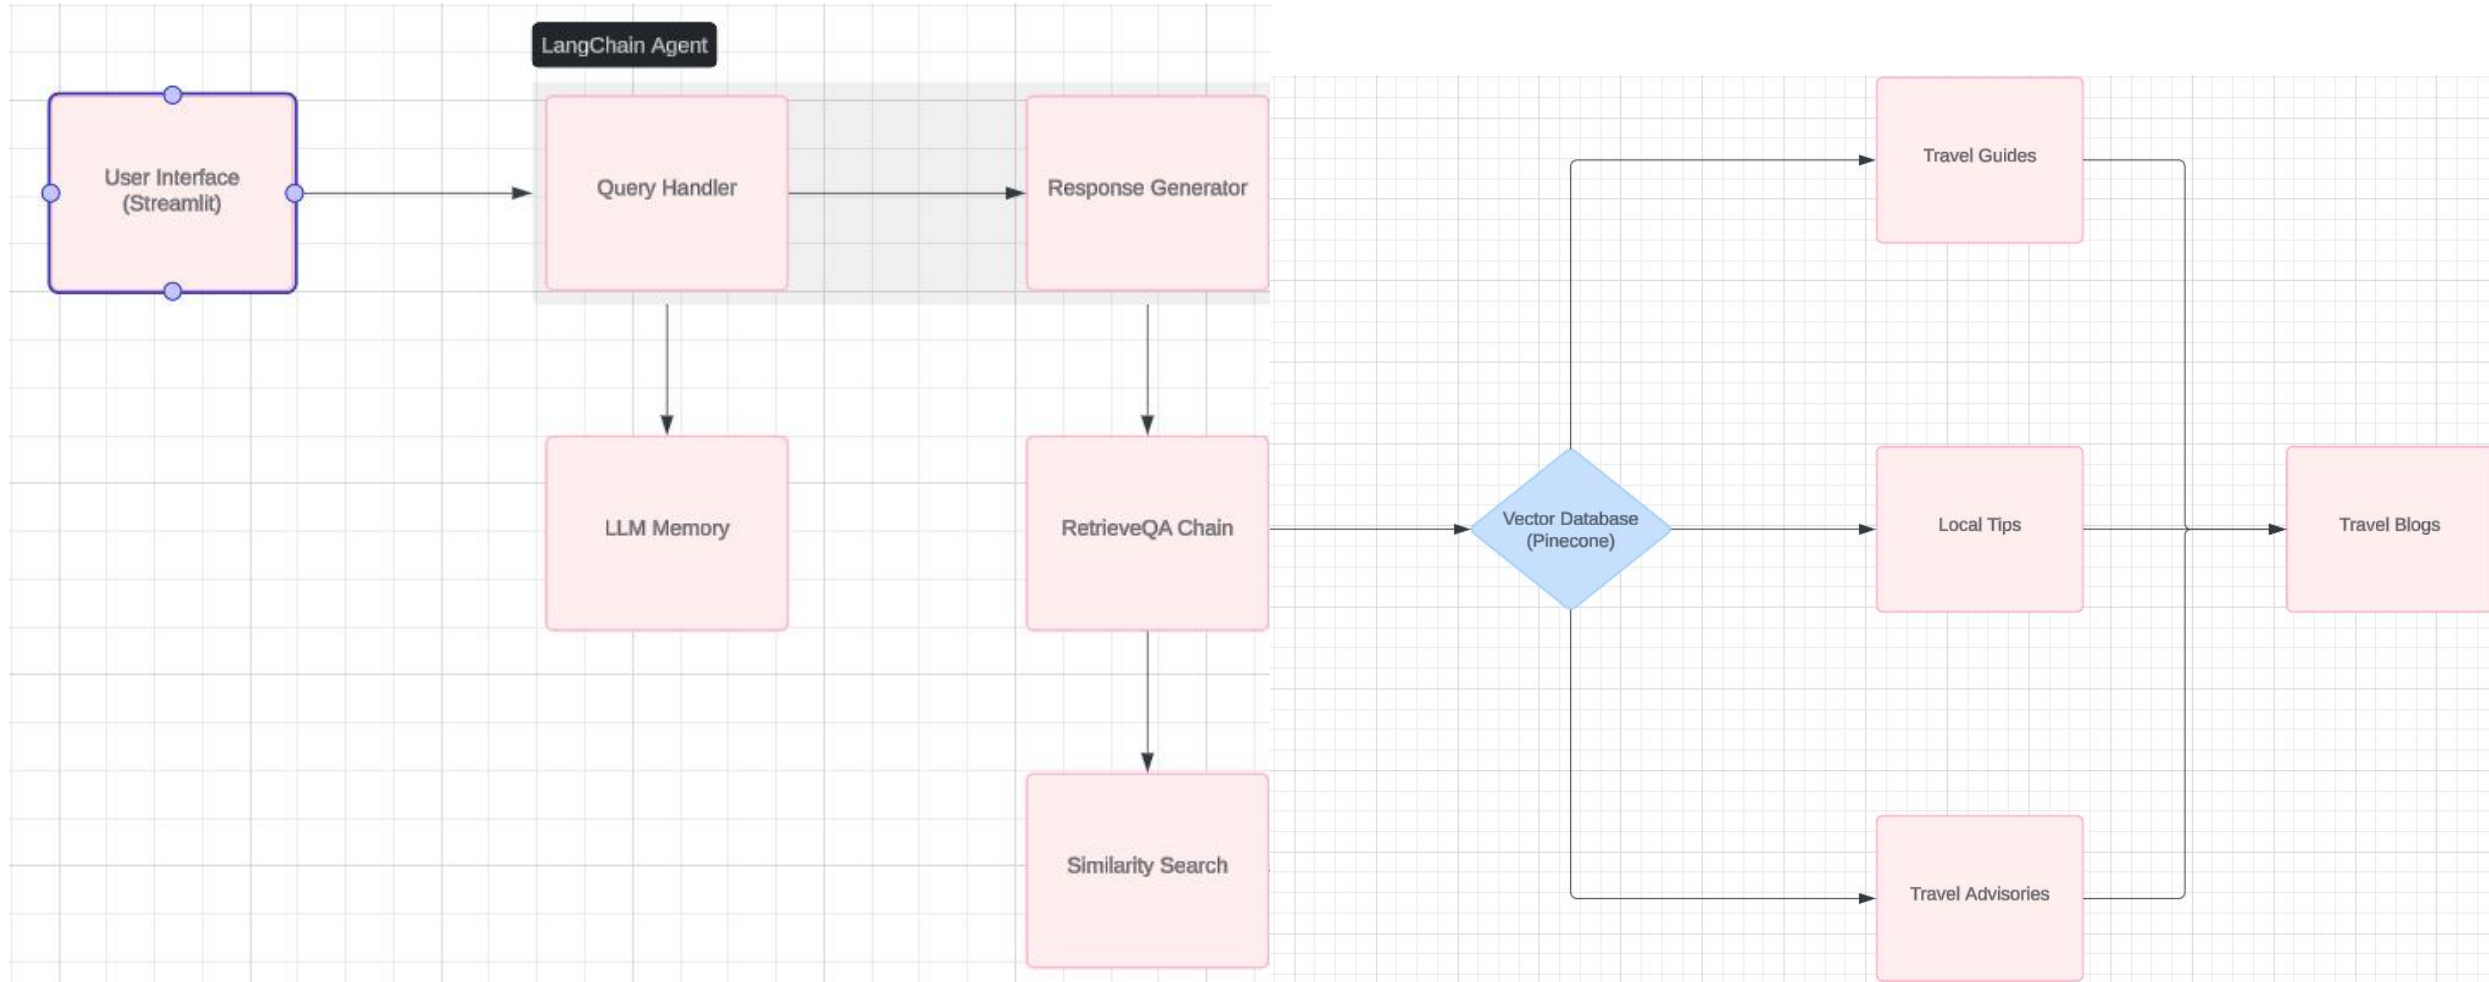 LangChain Agent
User Interface
(Streamlit)
Query Handler
Response Generator
LLM Memory
RetrieveQA Chain
Similarity Search
Vector Database
(Pinecone)
Travel Guides
Local Tips
Travel Blogs
Travel Advisories